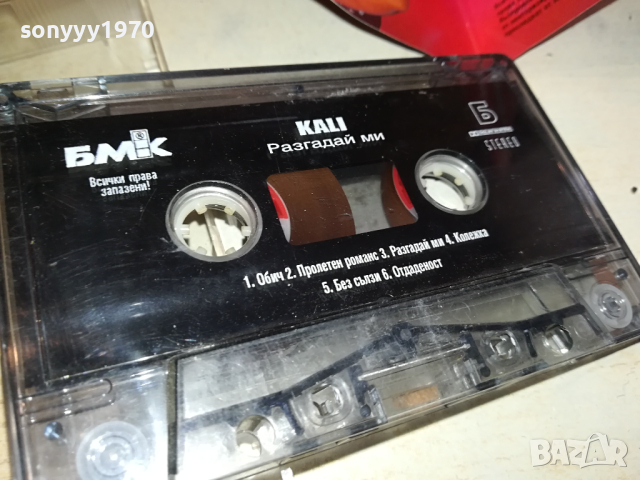 sonyyy1970
KALI
Разгадай ми
БМК
Всички права
запазени!
Б
STEREO
1. Обич 2. Пролетен романс 3. Разгадай ми 4. Колежка
5. Без сълзи 6. Отдаденост
BAZAR